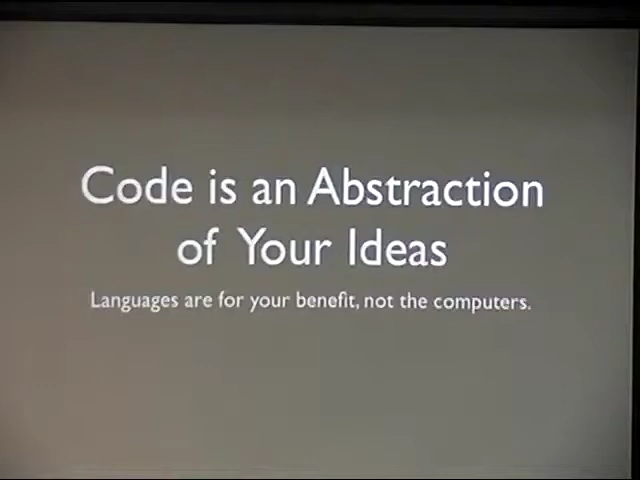 Code is an Abstraction
of Your Ideas
Languages are for your benefit, not the computers.